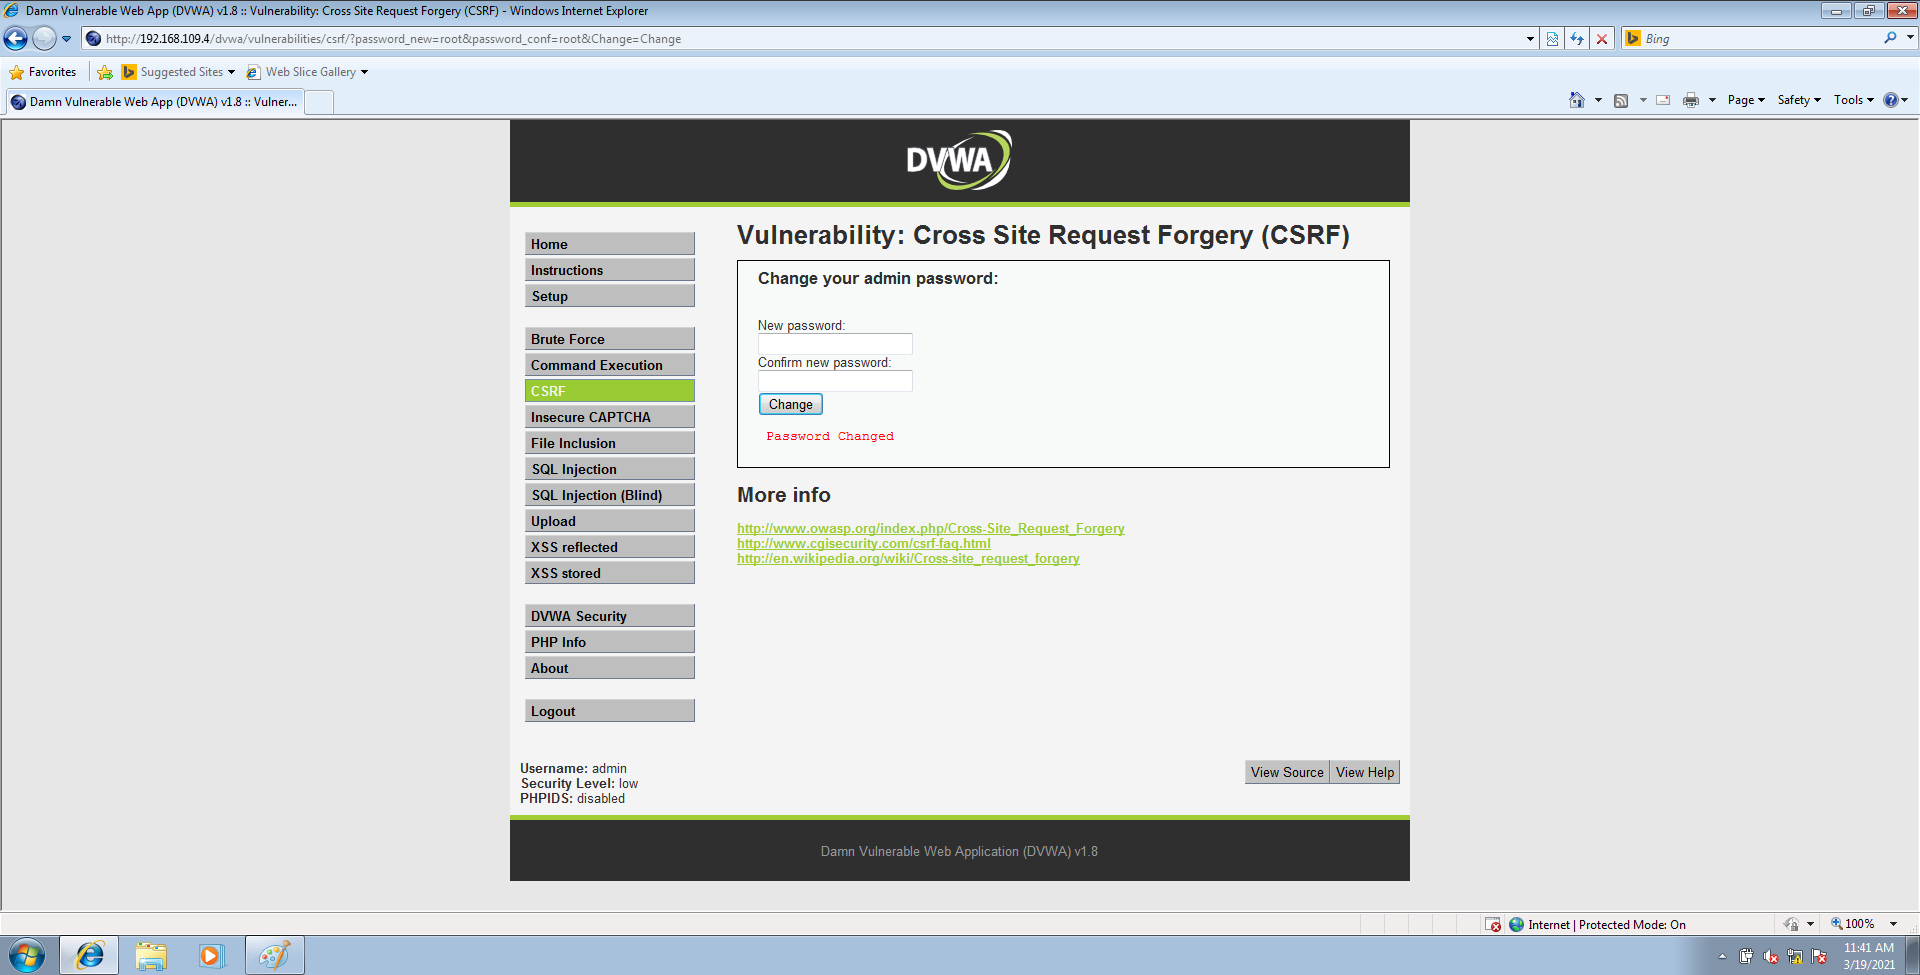 Damn Vulnerable Web App (DVWA) v1.8 :: Vulnerability: Cross Site Request Forgery (CSRF) - Windows Internet Explorer
http://192.168.109.4/dvwa/vulnerabilities/csrf/?password_new=root&password_conf=root&Change=Change
Bing
Favorites
Suggested Sites
Web Slice Gallery
Damn Vulnerable Web App (DVWA) v1.8 :: Vulner...
Page
Safety
Tools
DVWA
Home
Instructions
Setup
Brute Force
Command Execution
CSRF
Insecure CAPTCHA
File Inclusion
SQL Injection
SQL Injection (Blind)
Upload
XSS reflected
XSS stored
DVWA Security
PHP Info
About
Logout
Vulnerability: Cross Site Request Forgery (CSRF)
Change your admin password:
New password:
Confirm new password:
Change
Password Changed
More info
http://www.owasp.org/index.php/Cross-Site_Request_Forgery
http://www.cgisecurity.com/csrf-faq.html
http://en.wikipedia.org/wiki/Cross-site_request_forgery
Username: admin
Security Level: low
PHPIDS: disabled
View Source
View Help
Damn Vulnerable Web Application (DVWA) v1.8
Internet | Protected Mode: On
100%
11:41 AM
3/19/2021